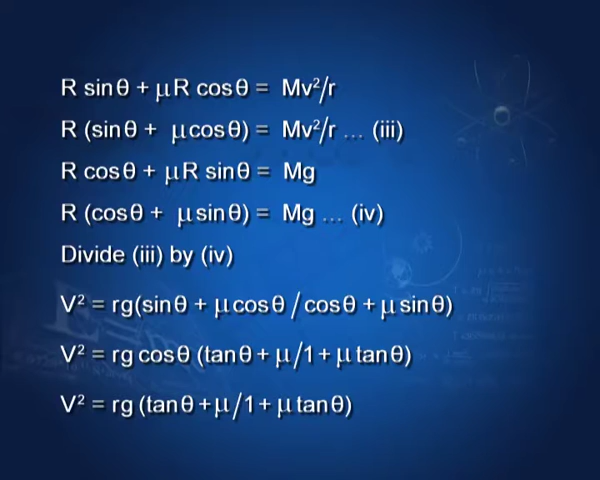 R sinθ + μR cosθ = Mv²/r
R (sinθ + μcosθ) = Mv²/r ... (iii)
R cosθ + μR sinθ = Mg
R (cosθ + μsinθ) = Mg ... (iv)
Divide (iii) by (iv)
V² = rg(sinθ + μcosθ / cosθ + μ sinθ)
V² = rg cosθ (tanθ + μ/1 + μ tanθ)
V² = rg (tanθ + μ/1 + μ tanθ)